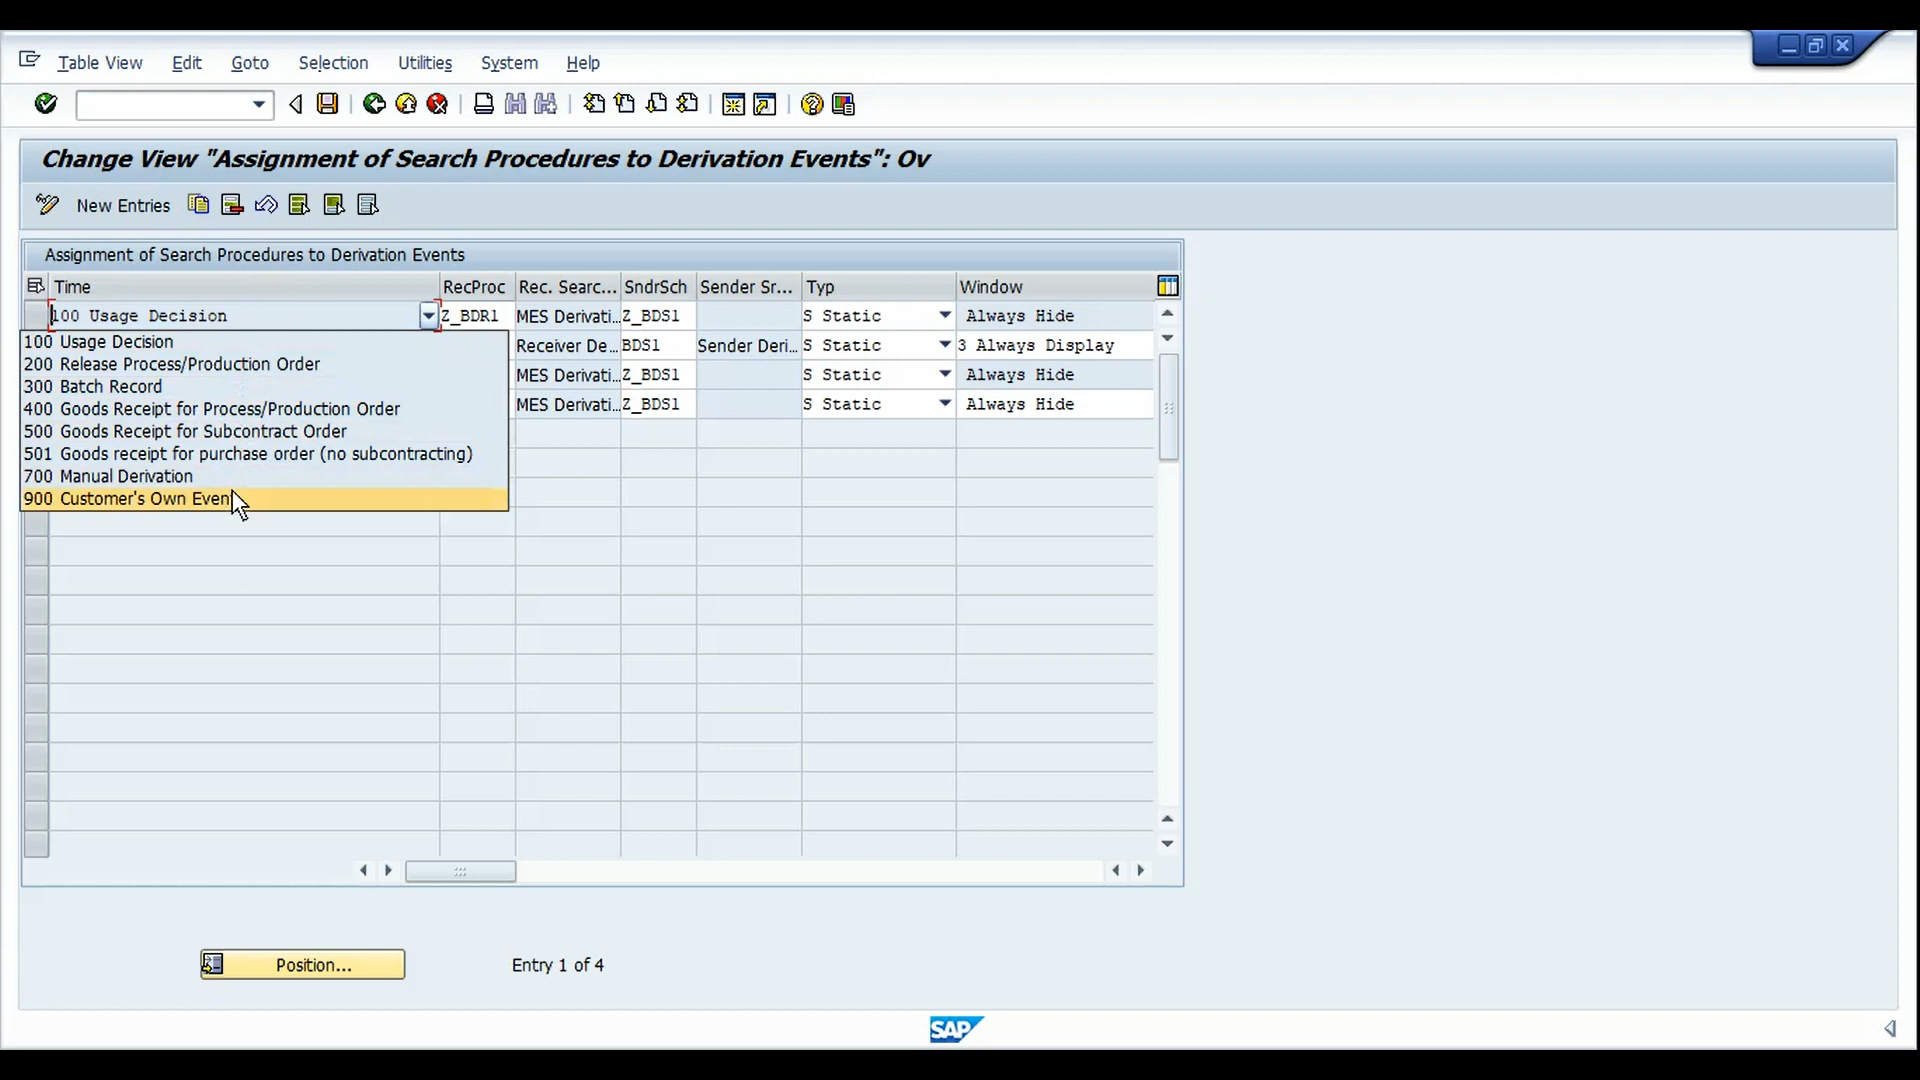 Table View Edit Goto Selection Utilities System Help
Change View "Assignment of Search Procedures to Derivation Events": Ov
New Entries
Assignment of Search Procedures to Derivation Events
Time RecProc Rec. Searc... SndrSch Sender Sr... Typ Window
100 Usage Decision Z_BDR1 MES Derivati... Z_BDS1 S Static Always Hide
100 Usage Decision
Receiver De... BDS1 Sender Deri... S Static 3 Always Display
200 Release Process/Production Order
300 Batch Record
MES Derivati... Z_BDS1 S Static Always Hide
400 Goods Receipt for Process/Production Order
MES Derivati... Z_BDS1 S Static Always Hide
500 Goods Receipt for Subcontract Order
501 Goods receipt for purchase order (no subcontracting)
700 Manual Derivation
900 Customer's Own Even
Position... Entry 1 of 4
SAP